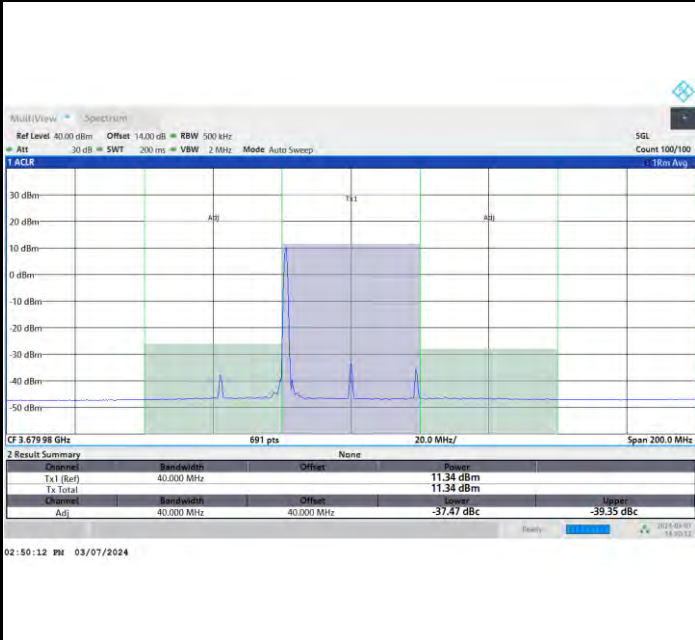 MultiView Spectrum
Ref Level 40.00 dBm Offset 14.00 dB RBW 500 kHz SGL
Att 30 dB SWT 200 ms VBW 2 MHz Mode Auto Sweep Count 100/100
1 ACLR 1Rm Avg
30 dBm
Tx1
20 dBm Adj Adj
10 dBm
0 dBm
-10 dBm
-20 dBm
-30 dBm
-40 dBm
-50 dBm
CF 3.679 98 GHz 691 pts 20.0 MHz/ Span 200.0 MHz
2 Result Summary None
Channel Bandwidth Offset Power
Tx1 (Ref) 40.000 MHz 11.34 dBm
Tx Total 11.34 dBm
Channel Bandwidth Offset Lower Upper
Adj 40.000 MHz 40.000 MHz -37.47 dBc -39.35 dBc
Ready
02:50:12 PM 03/07/2024